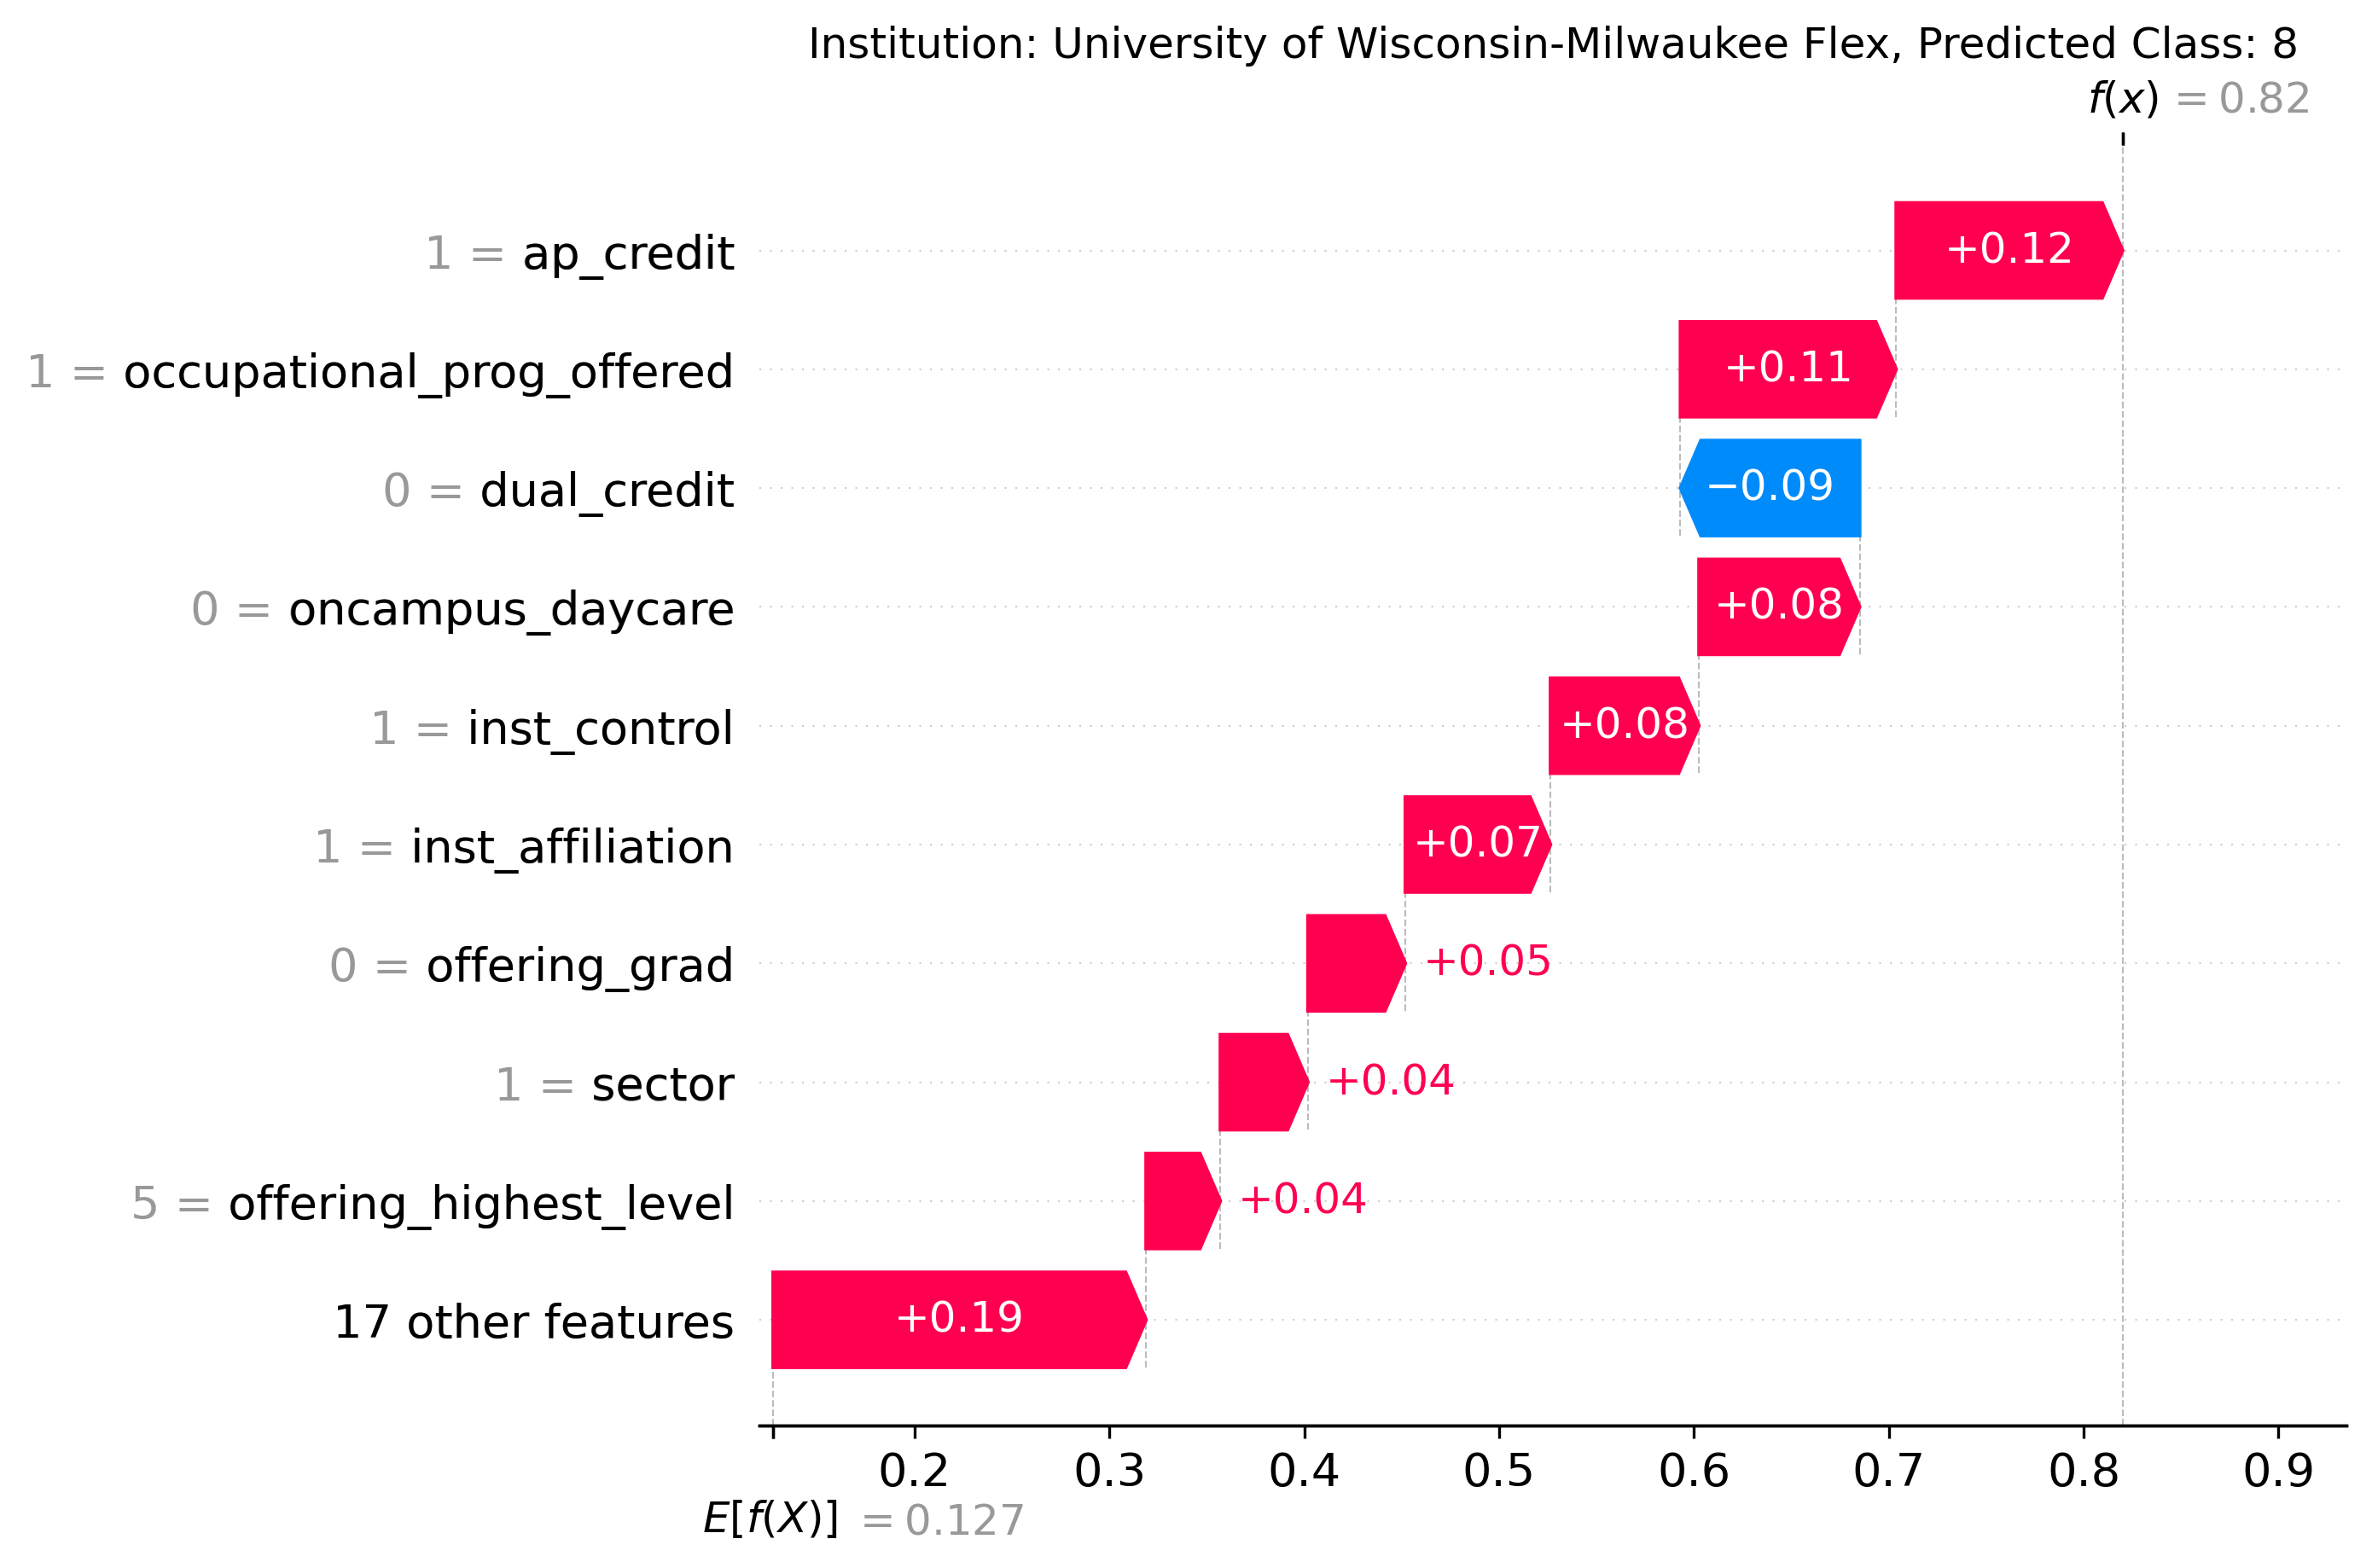 Institution: University of Wisconsin-Milwaukee Flex, Predicted Class: 8
f(x) = 0.82
1 = ap_credit +0.12
1 = occupational_prog_offered +0.11
0 = dual_credit −0.09
0 = oncampus_daycare +0.08
1 = inst_control +0.08
1 = inst_affiliation +0.07
0 = offering_grad +0.05
1 = sector +0.04
5 = offering_highest_level +0.04
17 other features +0.19
0.2 0.3 0.4 0.5 0.6 0.7 0.8 0.9
E[f(X)] = 0.127